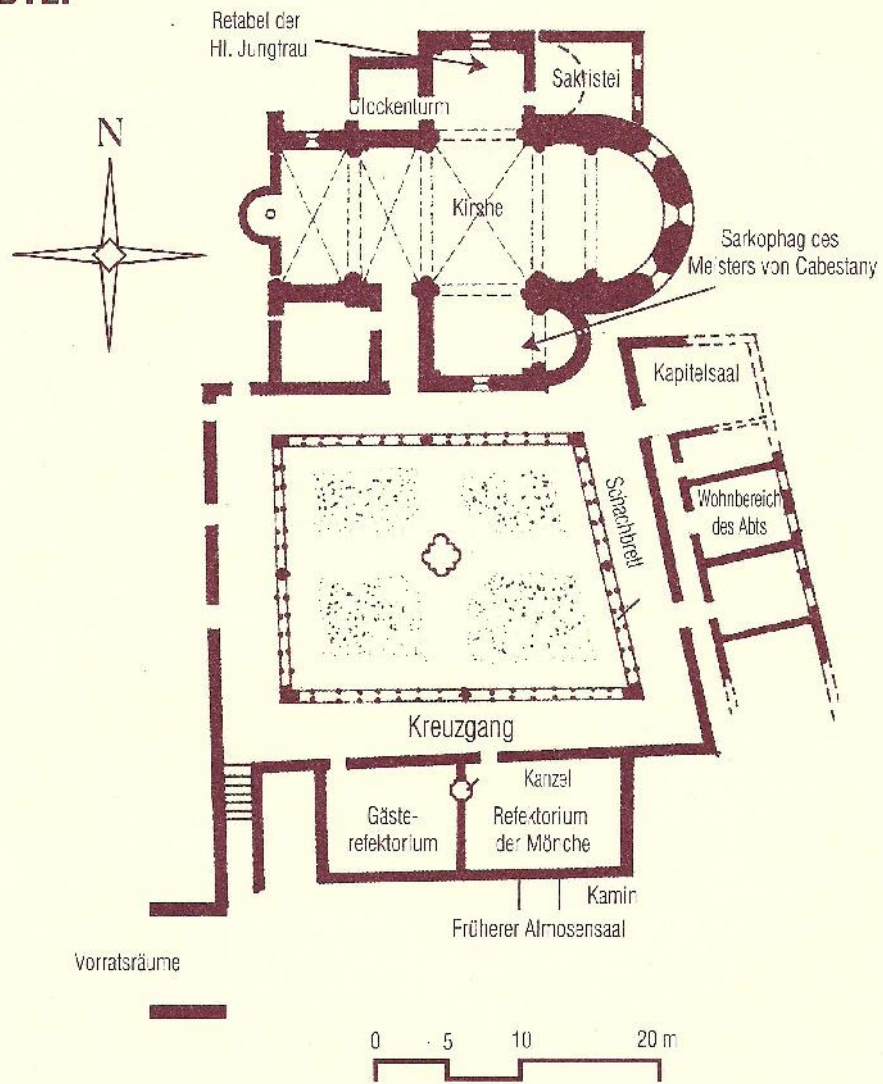 Retabel der
Hl. Jungfrau
Sakristei
Glockenturm
N
Kirshe
Sarkophag des
Meisters von Cabestany
Kapitelsaal
Schachbrett
Wohnbereich
des Abts
Kreuzgang
Kanzel
Gäste-
refektorium
Refektorium
der Mönche
Kamin
Früherer Almosensaal
Vorratsräume
0 5 10 20 m